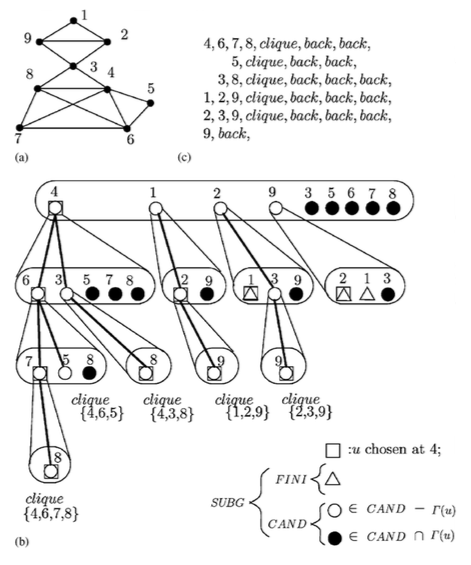 1
9 2
3
8 4
5
7 6
(a)
4, 6, 7, 8, clique, back, back,
5, clique, back, back,
3, 8, clique, back, back, back,
1, 2, 9, clique, back, back, back,
2, 3, 9, clique, back, back, back,
9, back,
(c)
4 1 2 9 3 5 6 7 8
6 3 5 7 8 2 9 1 3 9 2 1 3
7 5 8 8 9 9
clique clique clique clique
{4,6,5} {4,3,8} {1,2,9} {2,3,9}
8
clique
{4,6,7,8}
(b)
:u chosen at 4;
FINI
SUBG
CAND
∈ CAND − Γ(u)
∈ CAND ∩ Γ(u)